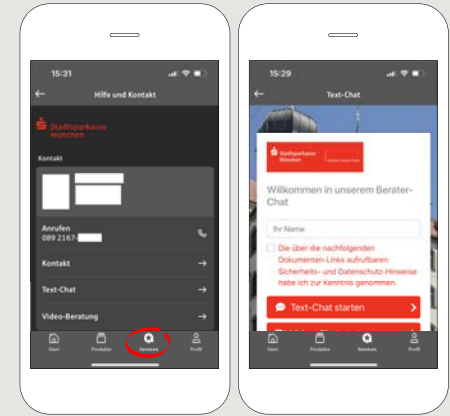 15:31
Hilfe und Kontakt
Stadtsparkasse
München
Kontakt
Anrufen
089 2167-
Kontakt
Text-Chat
Video-Beratung
Start
Produkte
Services
Profil
15:29
Text-Chat
Stadtsparkasse
München
Willkommen in unserem Berater-
Chat
Ihr Name
Die über die nachfolgenden
Dokumenten-Links aufrufbaren
Sicherheits- und Datenschutz-Hinweise
habe ich zur Kenntnis genommen.
Text-Chat starten
Start
Produkte
Services
Profil